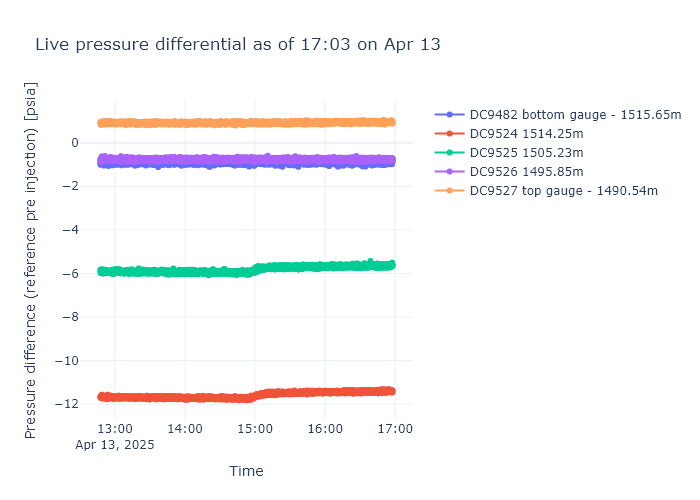 Live pressure differential as of 17:03 on Apr 13
Pressure difference (reference pre injection) [psia]
0
−2
−4
−6
−8
−10
−12
13:00
Apr 13, 2025
14:00
15:00
16:00
17:00
Time
DC9482 bottom gauge - 1515.65m
DC9524 1514.25m
DC9525 1505.23m
DC9526 1495.85m
DC9527 top gauge - 1490.54m